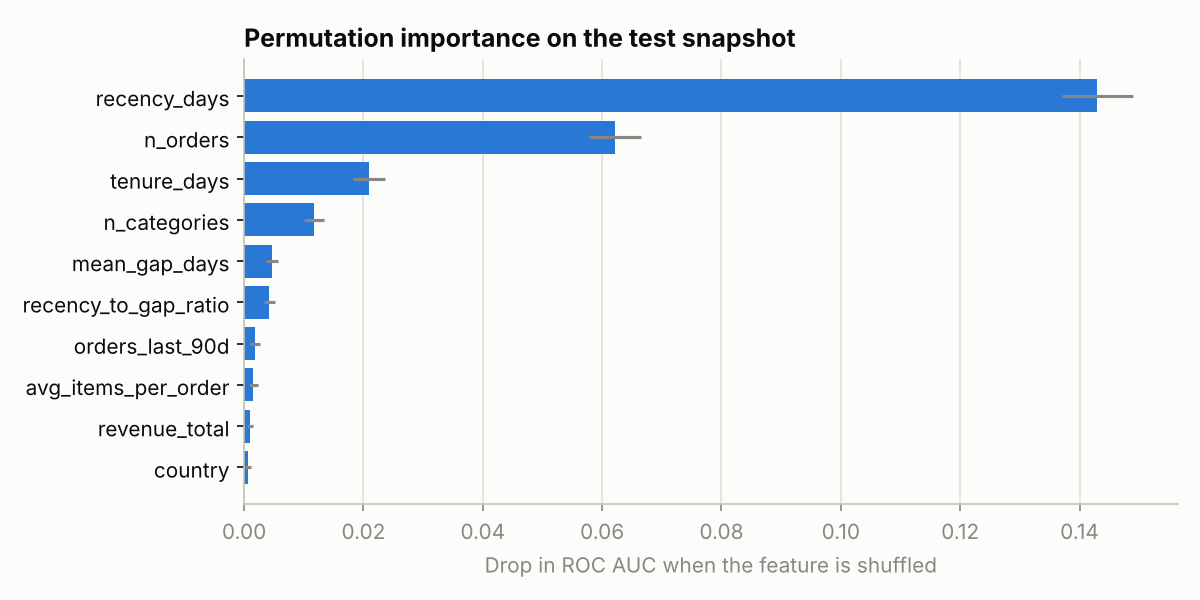 Permutation importance on the test snapshot
recency_days
n_orders
tenure_days
n_categories
mean_gap_days
recency_to_gap_ratio
orders_last_90d
avg_items_per_order
revenue_total
country
0.00 0.02 0.04 0.06 0.08 0.10 0.12 0.14
Drop in ROC AUC when the feature is shuffled